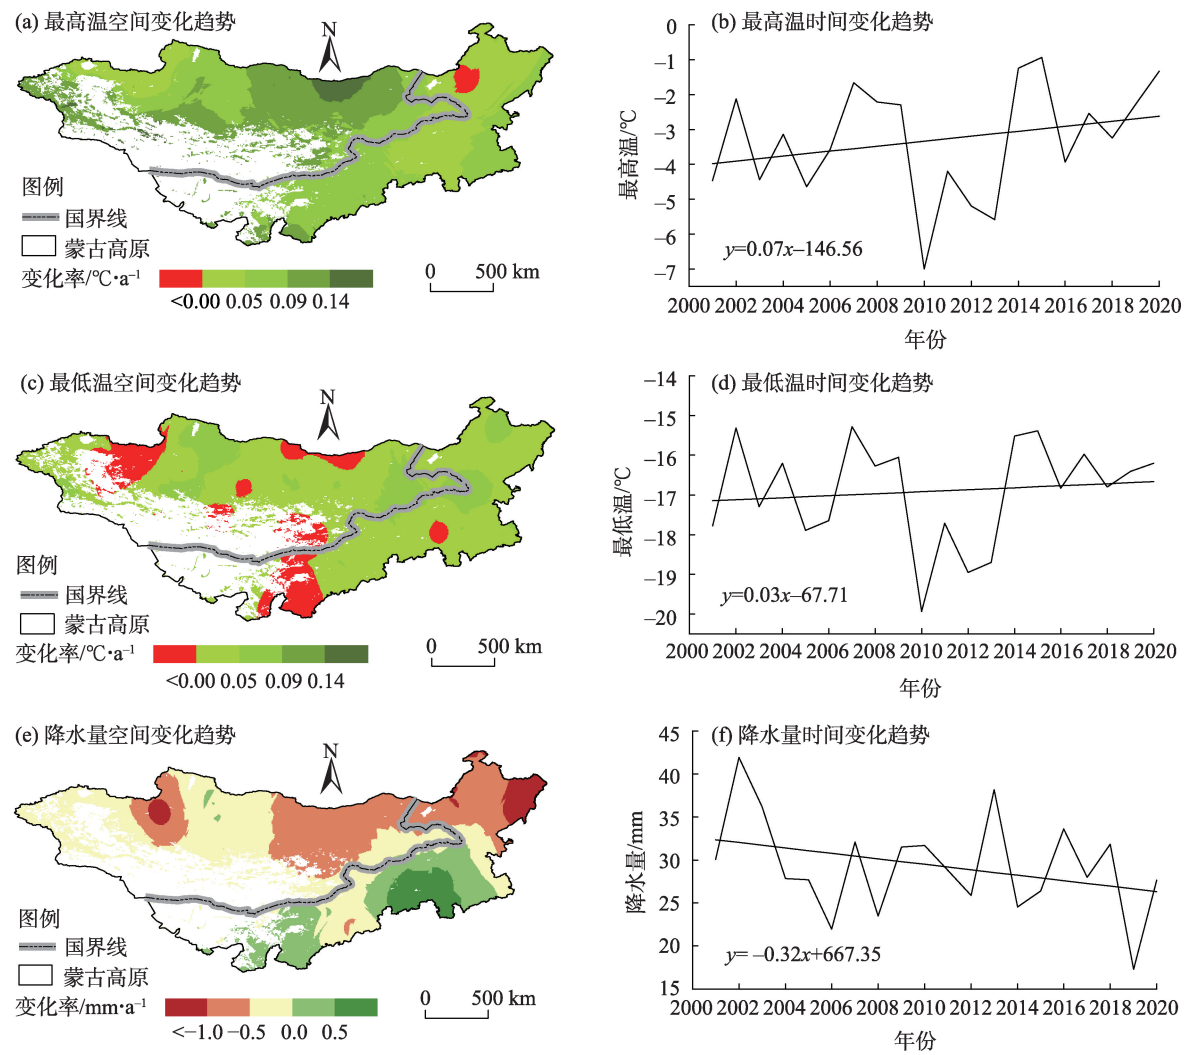 (a) 最高温空间变化趋势
N
图例
国界线
蒙古高原
变化率/℃·a⁻¹
<0.00 0.05 0.09 0.14
0 500 km
(b) 最高温时间变化趋势
0
–1
–2
–3
–4
–5
–6
–7
最高温/℃
y=0.07x–146.56
2000 2002 2004 2006 2008 2010 2012 2014 2016 2018 2020
年份
(c) 最低温空间变化趋势
N
图例
国界线
蒙古高原
变化率/℃·a⁻¹
<0.00 0.05 0.09 0.14
0 500 km
(d) 最低温时间变化趋势
–14
–15
–16
–17
–18
–19
–20
最低温/℃
y=0.03x–67.71
2000 2002 2004 2006 2008 2010 2012 2014 2016 2018 2020
年份
(e) 降水量空间变化趋势
N
图例
国界线
蒙古高原
变化率/mm·a⁻¹
<–1.0 –0.5 0.0 0.5
0 500 km
(f) 降水量时间变化趋势
45
40
35
30
25
20
15
降水量/mm
y= –0.32x+667.35
2000 2002 2004 2006 2008 2010 2012 2014 2016 2018 2020
年份